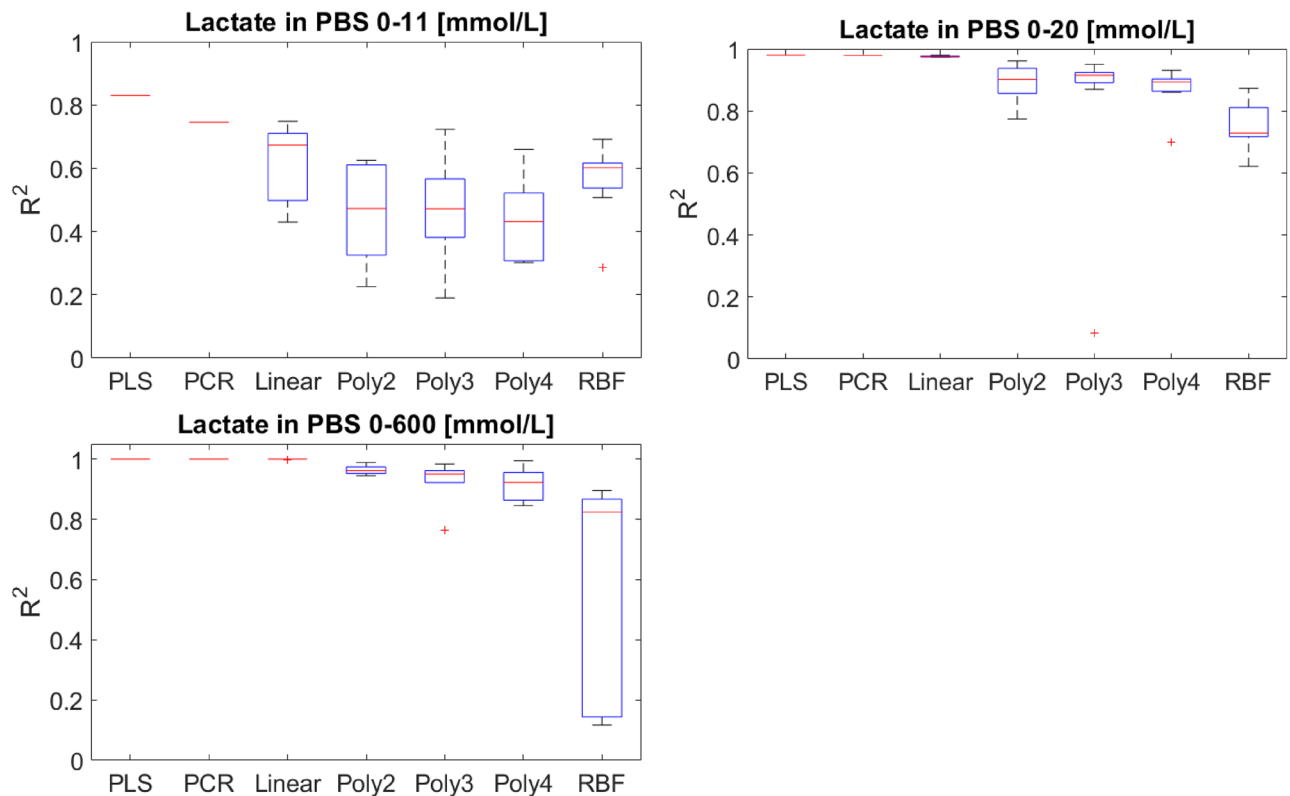 Lactate in PBS 0-11 [mmol/L]
1
0.8
0.6
0.4
0.2
0
R²
PLS PCR Linear Poly2 Poly3 Poly4 RBF
Lactate in PBS 0-20 [mmol/L]
1
0.8
0.6
0.4
0.2
0
R²
PLS PCR Linear Poly2 Poly3 Poly4 RBF
Lactate in PBS 0-600 [mmol/L]
1
0.8
0.6
0.4
0.2
0
R²
PLS PCR Linear Poly2 Poly3 Poly4 RBF